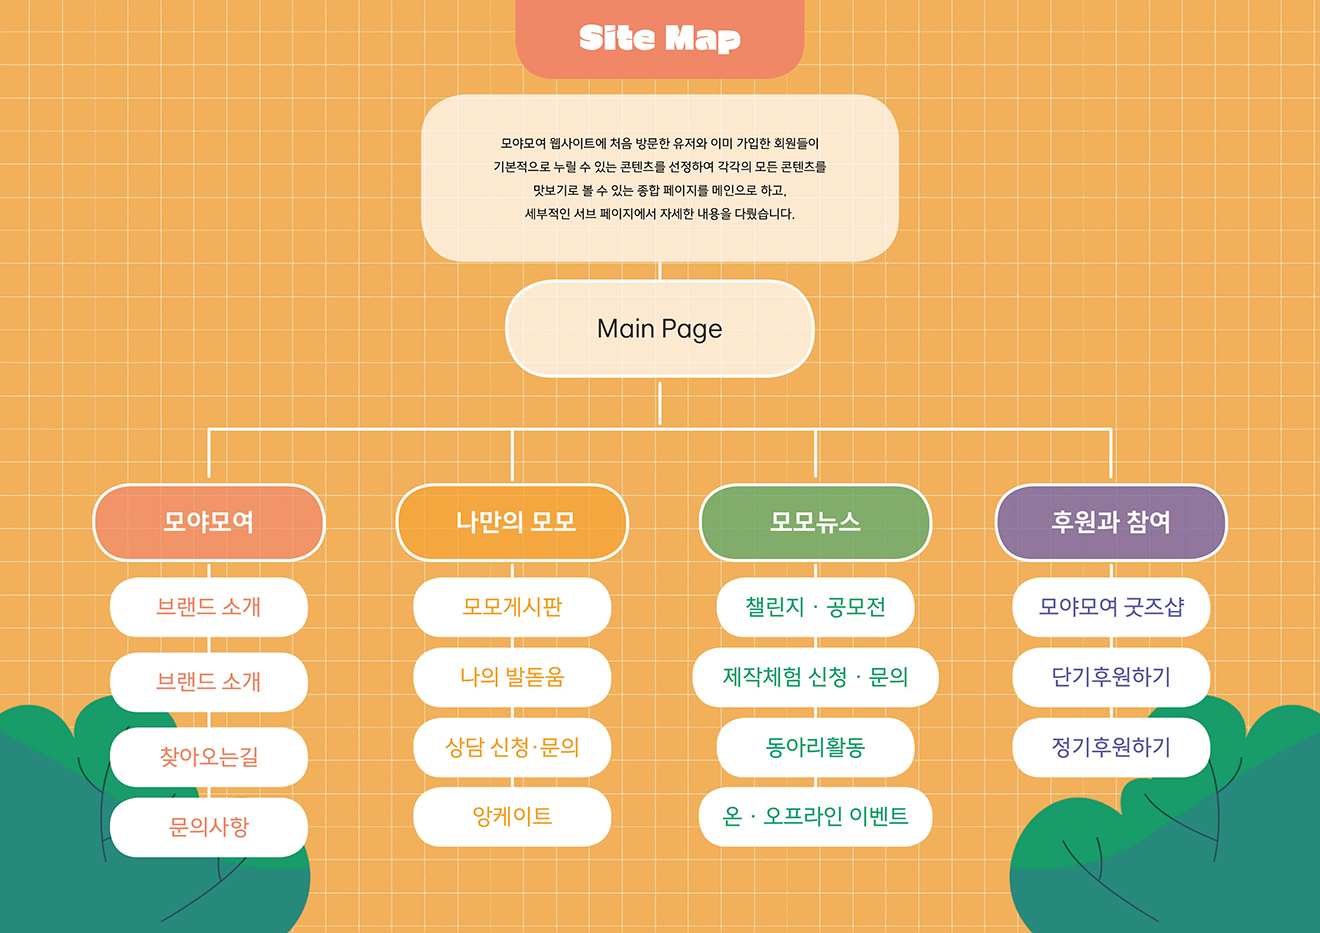 Site Map
모야모여 웹사이트에 처음 방문한 유저와 이미 가입한 회원들이
기본적으로 누릴 수 있는 콘텐츠를 선정하여 각각의 모든 콘텐츠를
맛보기로 볼 수 있는 종합 페이지를 메인으로 하고,
세부적인 서브 페이지에서 자세한 내용을 다뤘습니다.
Main Page
모야모여
브랜드 소개
브랜드 소개
찾아오는길
문의사항
나만의 모모
모모게시판
나의 발돋움
상담 신청·문의
앙케이트
모모뉴스
챌린지 · 공모전
제작체험 신청 · 문의
동아리활동
온 · 오프라인 이벤트
후원과 참여
모야모여 굿즈샵
단기후원하기
정기후원하기